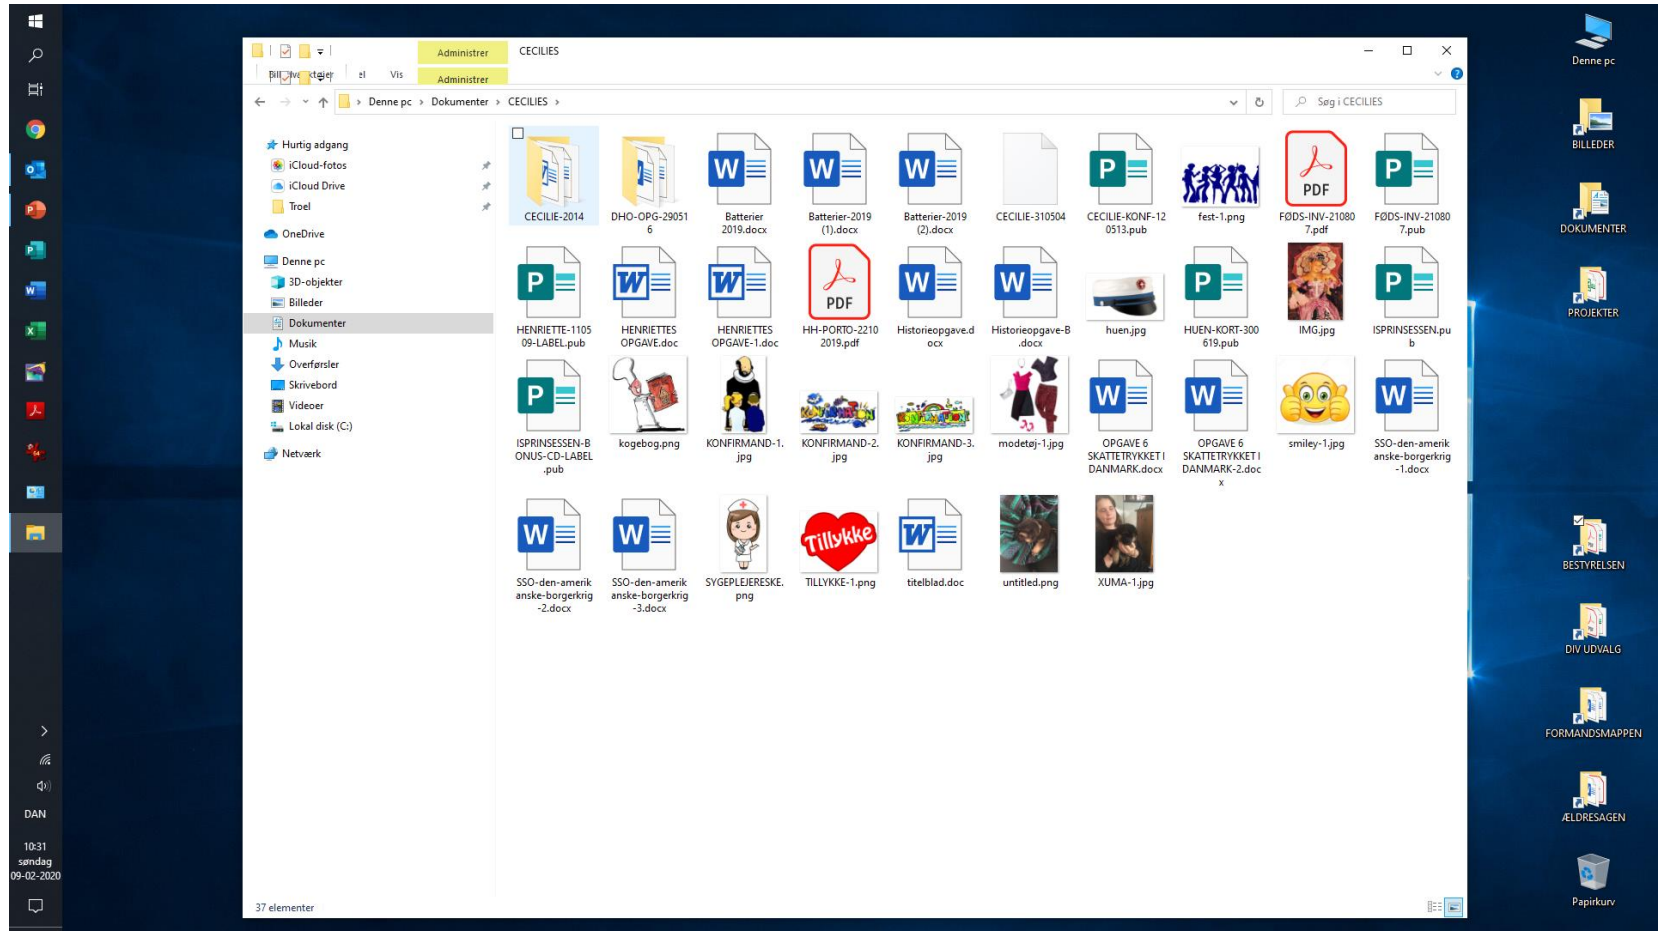 Administrer
CECILIES
Vis
Administrer
Denne pc
Dokumenter
CECILIES
Søg i CECILIES
Hurtig adgang
iCloud-fotos
iCloud Drive
Troel
OneDrive
Denne pc
3D-objekter
Billeder
Dokumenter
Musik
Overførsler
Skrivebord
Videoer
Lokal disk (C:)
Netværk
CECILIE-2014
DHO-OPG-29051
6
Batterier
2019.docx
Batterier-2019
(1).docx
Batterier-2019
(2).docx
CECILIE-310504
CECILIE-KONF-12
0513.pub
fest-1.png
PDF
FØDS-INV-21080
7.pdf
FØDS-INV-21080
7.pub
HENRIETTE-1105
09-LABEL.pub
HENRIETTES
OPGAVE.doc
HENRIETTES
OPGAVE-1.doc
PDF
HH-PORTO-2210
2019.pdf
Historieopgave.d
ocx
Historieopgave-B
.docx
huen.jpg
HUEN-KORT-300
619.pub
IMG.jpg
ISPRINSESSEN.pu
b
ISPRINSESSEN-B
ONUS-CD-LABEL
.pub
kogebog.png
KONFIRMAND-1.
jpg
KONFIRMAND-2.
jpg
KONFIRMAND-3.
jpg
modetøj-1.jpg
OPGAVE 6
SKATTETRYKKET I
DANMARK.docx
OPGAVE 6
SKATTETRYKKET I
DANMARK-2.doc
x
smiley-1.jpg
SSO-den-amerik
anske-borgerkrig
-1.docx
SSO-den-amerik
anske-borgerkrig
-2.docx
SSO-den-amerik
anske-borgerkrig
-3.docx
SYGEPLEJERESKE.
png
Tillykke
TILLYKKE-1.png
titelblad.doc
untitled.png
XUMA-1.jpg
37 elementer
Denne pc
BILLEDER
DOKUMENTER
PROJEKTER
BESTYRELSEN
DIV UDVALG
FORMANDSMAPPEN
ÆLDRESAGEN
Papirkurv
DAN
10:31
søndag
09-02-2020